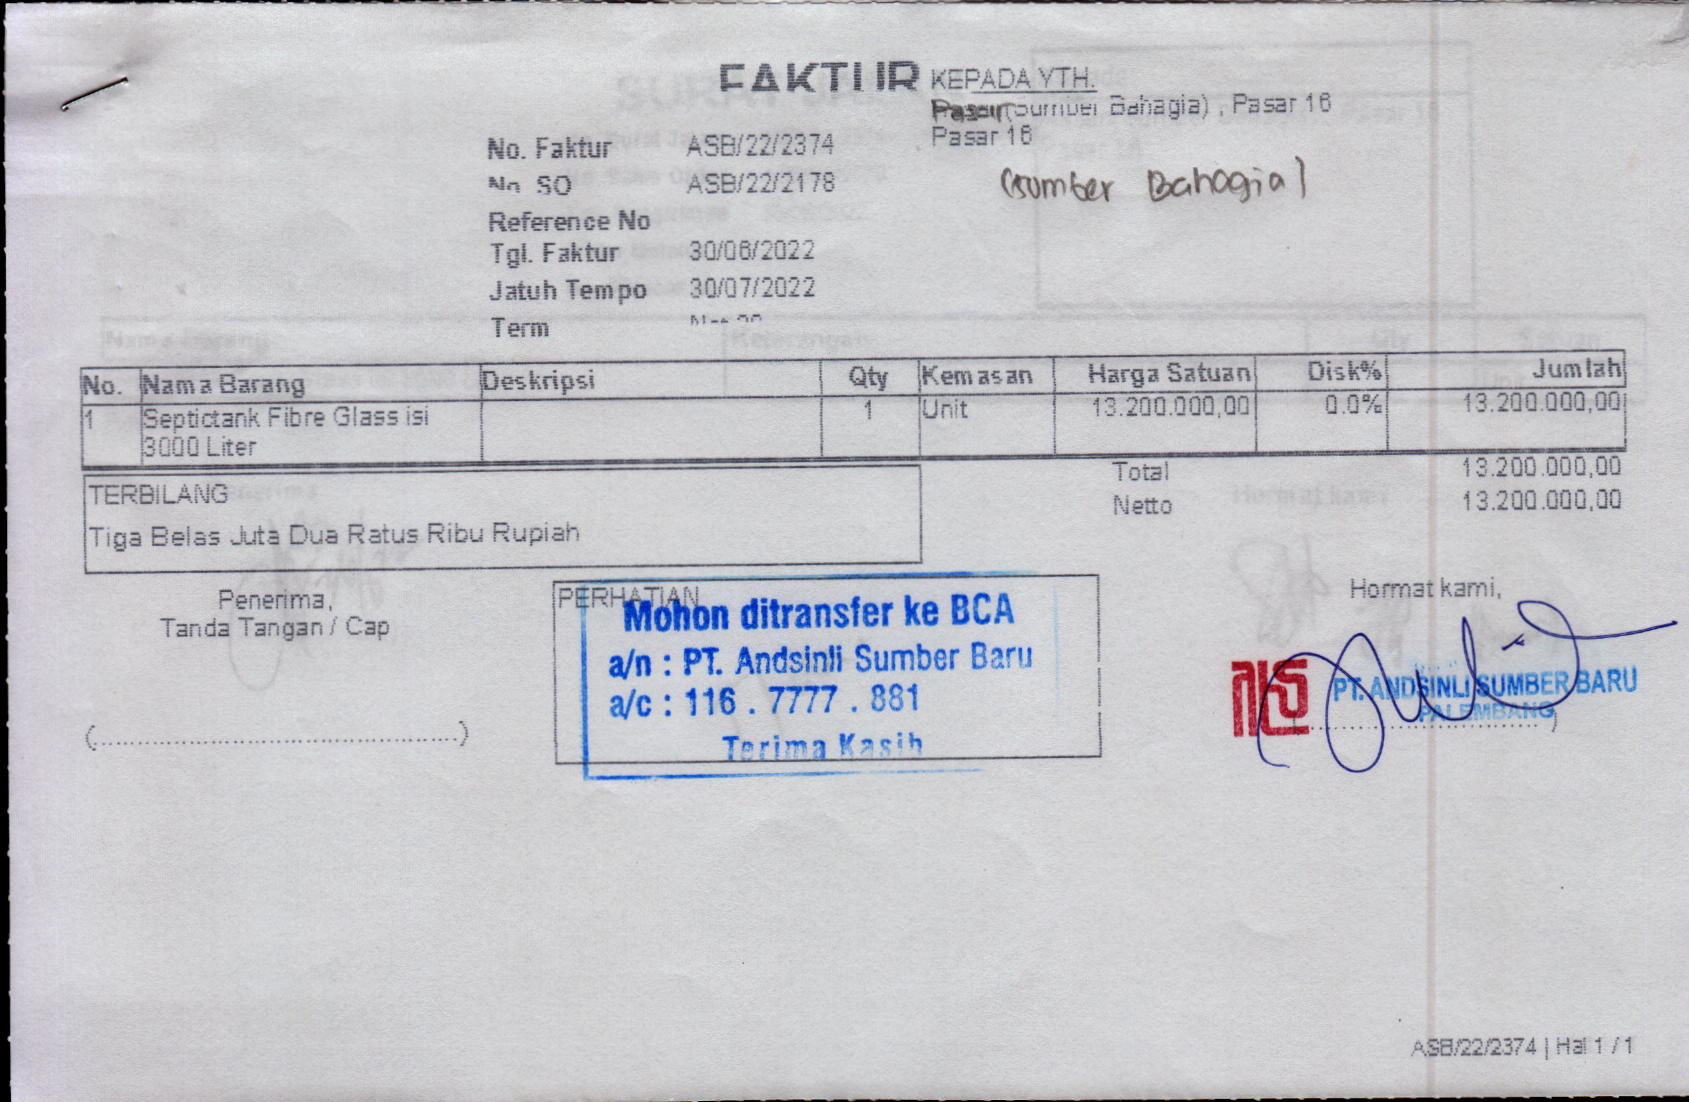 FAKTUR
KEPADA YTH.
(Sumber Bahagia) , Pasar 16
Pasar 16
(Sumber Bahagia)
No. Faktur ASB/22/2374
No. SO ASB/22/2178
Reference No
Tgl. Faktur 30/06/2022
Jatuh Tempo 30/07/2022
Term
No. Nama Barang Deskripsi Qty Kemasan Harga Satuan Disk% Jumlah
1 Septictank Fibre Glass isi 1 Unit 13.200.000,00 0.0% 13.200.000,00
3000 Liter
Total 13.200.000,00
Netto 13.200.000,00
TERBILANG
Tiga Belas Juta Dua Ratus Ribu Rupiah
Penerima,
Tanda Tangan / Cap
(............................................)
PERHATIAN
Mohon ditransfer ke BCA
a/n : PT. Andsinli Sumber Baru
a/c : 116 . 7777 . 881
Terima Kasih
Hormat kami,
PT. ANDSINLI SUMBER BARU
PALEMBANG
ASB/22/2374 | Hal 1 / 1